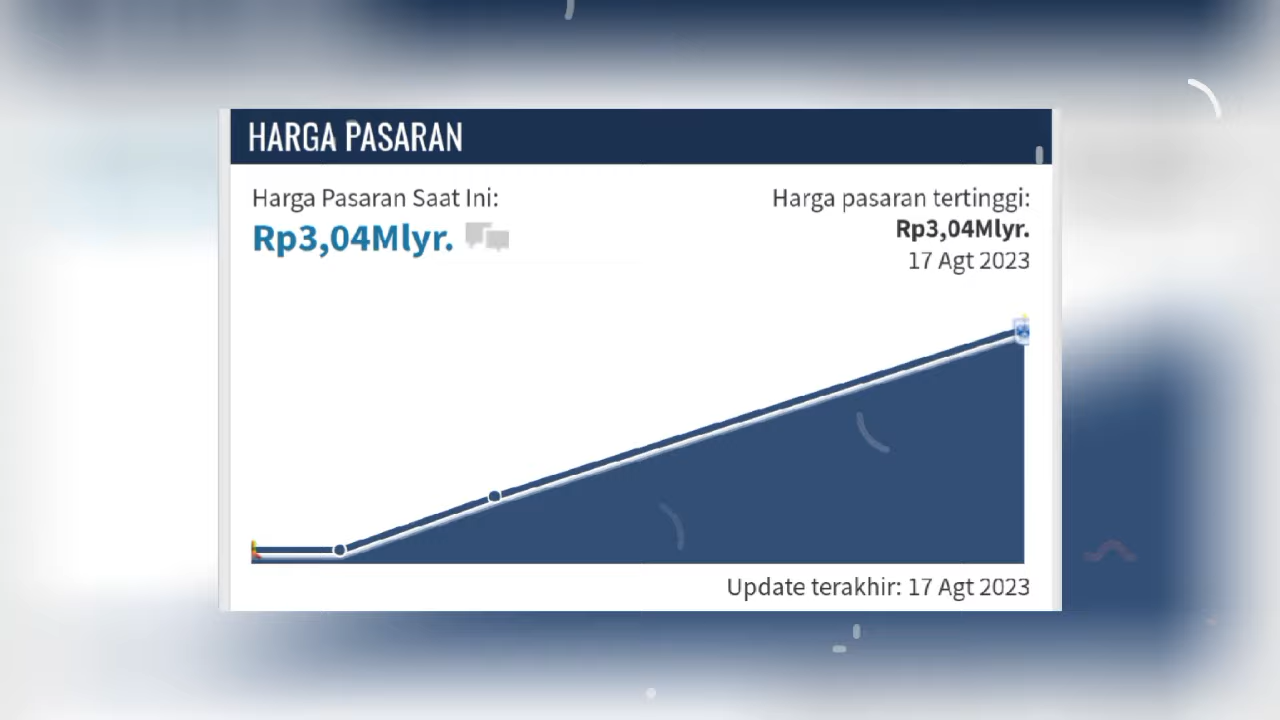 HARGA PASARAN
Harga Pasaran Saat Ini:
Rp3,04Mlyr.
Harga pasaran tertinggi:
Rp3,04Mlyr.
17 Agt 2023
Update terakhir: 17 Agt 2023